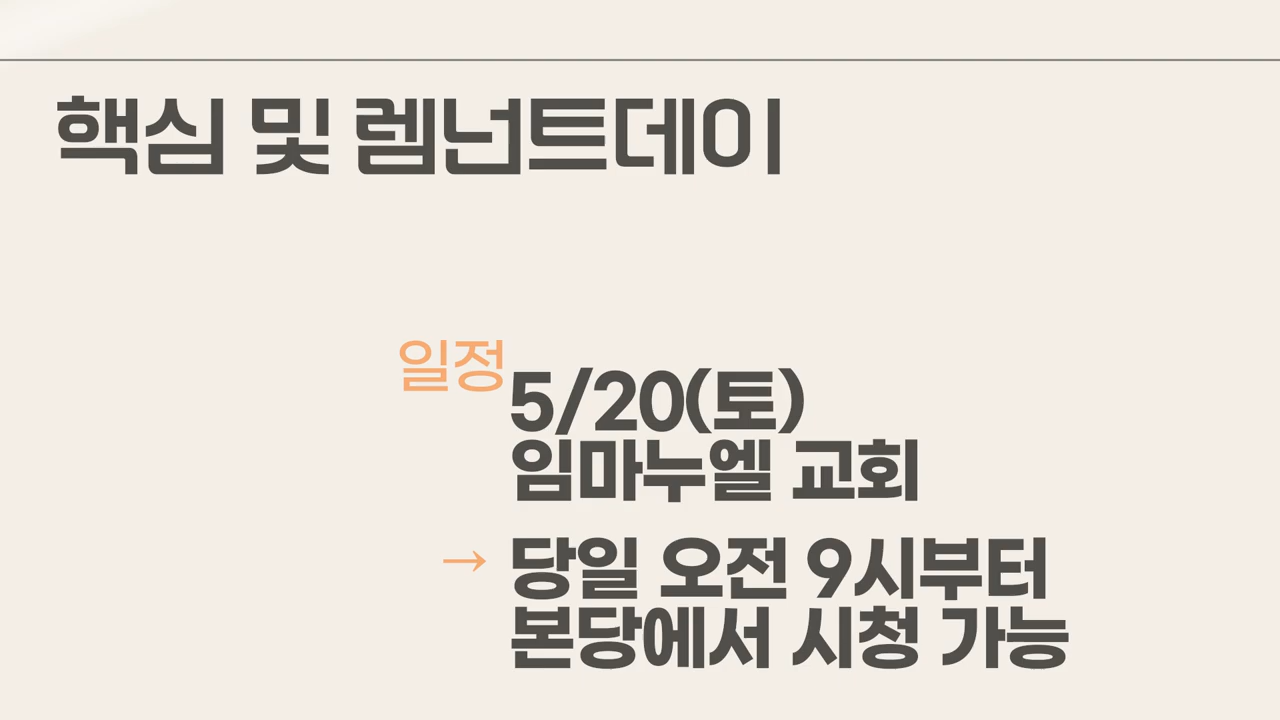 핵심 및 렘넌트데이
일정
5/20(토)
임마누엘 교회
→ 당일 오전 9시부터
본당에서 시청 가능